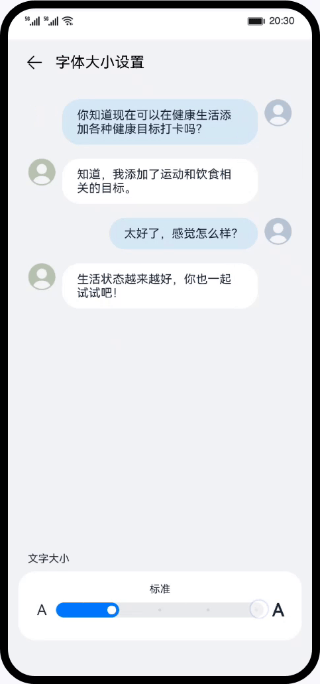 5G 5G 20:30
字体大小设置
你知道现在可以在健康生活添
加各种健康目标打卡吗?
知道，我添加了运动和饮食相
关的目标。
太好了，感觉怎么样?
生活状态越来越好，你也一起
试试吧!
文字大小
标准
A A